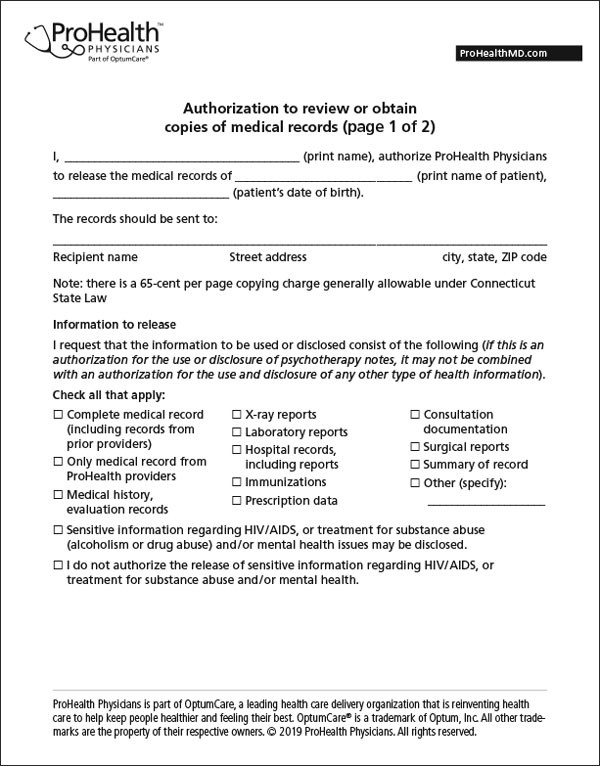 ProHealth™
PHYSICIANS
Part of OptumCare®
ProHealthMD.com
Authorization to review or obtain
copies of medical records (page 1 of 2)
I, ______________________________________ (print name), authorize ProHealth Physicians
to release the medical records of _____________________________ (print name of patient),
_____________________________ (patient's date of birth).
The records should be sent to:
________________________________________________________________________________
Recipient name Street address city, state, ZIP code
Note: there is a 65-cent per page copying charge generally allowable under Connecticut
State Law
Information to release
I request that the information to be used or disclosed consist of the following (if this is an
authorization for the use or disclosure of psychotherapy notes, it may not be combined
with an authorization for the use and disclosure of any other type of health information).
Check all that apply:
☐ Complete medical record
(including records from
prior providers)
☐ Only medical record from
ProHealth providers
☐ Medical history,
evaluation records
☐ X-ray reports
☐ Laboratory reports
☐ Hospital records,
including reports
☐ Immunizations
☐ Prescription data
☐ Consultation
documentation
☐ Surgical reports
☐ Summary of record
☐ Other (specify):
___________________
☐ Sensitive information regarding HIV/AIDS, or treatment for substance abuse
(alcoholism or drug abuse) and/or mental health issues may be disclosed.
☐ I do not authorize the release of sensitive information regarding HIV/AIDS, or
treatment for substance abuse and/or mental health.
ProHealth Physicians is part of OptumCare, a leading health care delivery organization that is reinventing health
care to help keep people healthier and feeling their best. OptumCare® is a trademark of Optum, Inc. All other trade-
marks are the property of their respective owners. © 2019 ProHealth Physicians. All rights reserved.